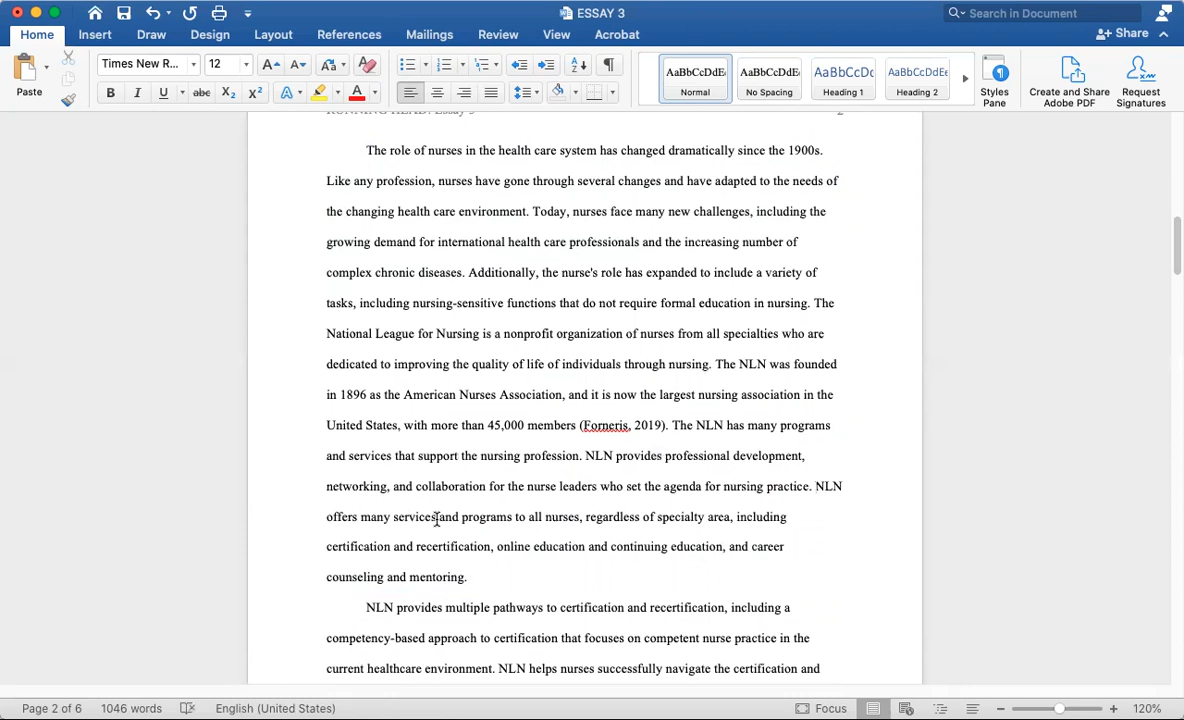 ESSAY 3
Search in Document
Home Insert Draw Design Layout References Mailings Review View Acrobat Share
Paste
Times New R... 12
B I U abc X2 X2 A
AaBbCcDdE AaBbCcDdE AaBbCcDc AaBbCcDdEe
Normal No Spacing Heading 1 Heading 2
Styles Pane
Create and Share Adobe PDF
Request Signatures
RUNNING HEAD: Essay 3 2
The role of nurses in the health care system has changed dramatically since the 1900s.
Like any profession, nurses have gone through several changes and have adapted to the needs of
the changing health care environment. Today, nurses face many new challenges, including the
growing demand for international health care professionals and the increasing number of
complex chronic diseases. Additionally, the nurse's role has expanded to include a variety of
tasks, including nursing-sensitive functions that do not require formal education in nursing. The
National League for Nursing is a nonprofit organization of nurses from all specialties who are
dedicated to improving the quality of life of individuals through nursing. The NLN was founded
in 1896 as the American Nurses Association, and it is now the largest nursing association in the
United States, with more than 45,000 members (Forneris, 2019). The NLN has many programs
and services that support the nursing profession. NLN provides professional development,
networking, and collaboration for the nurse leaders who set the agenda for nursing practice. NLN
offers many services and programs to all nurses, regardless of specialty area, including
certification and recertification, online education and continuing education, and career
counseling and mentoring.
NLN provides multiple pathways to certification and recertification, including a
competency-based approach to certification that focuses on competent nurse practice in the
current healthcare environment. NLN helps nurses successfully navigate the certification and
Page 2 of 6 1046 words English (United States) Focus 120%